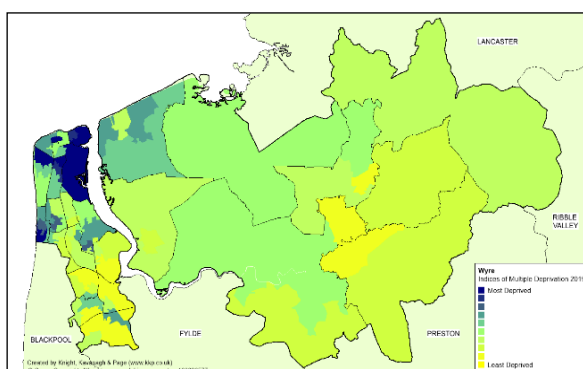 LANCASTER
RIBBLE
VALLEY
Wyre
Indices of Multiple Deprivation 2019
Most Deprived
Least Deprived
BLACKPOOL
FYLDE
PRESTON
Created by Knight, Kavanagh & Page (www.kkp.co.uk)